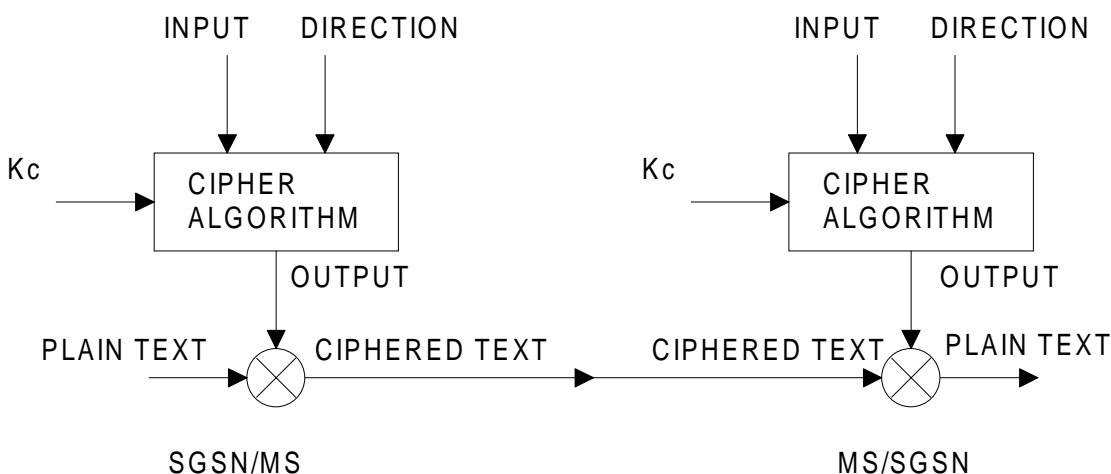 INPUT DIRECTION INPUT DIRECTION
Kc CIPHER Kc CIPHER
ALGORITHM ALGORITHM
OUTPUT OUTPUT
PLAIN TEXT CIPHERED TEXT CIPHERED TEXT PLAIN TEXT
SGSN/MS MS/SGSN